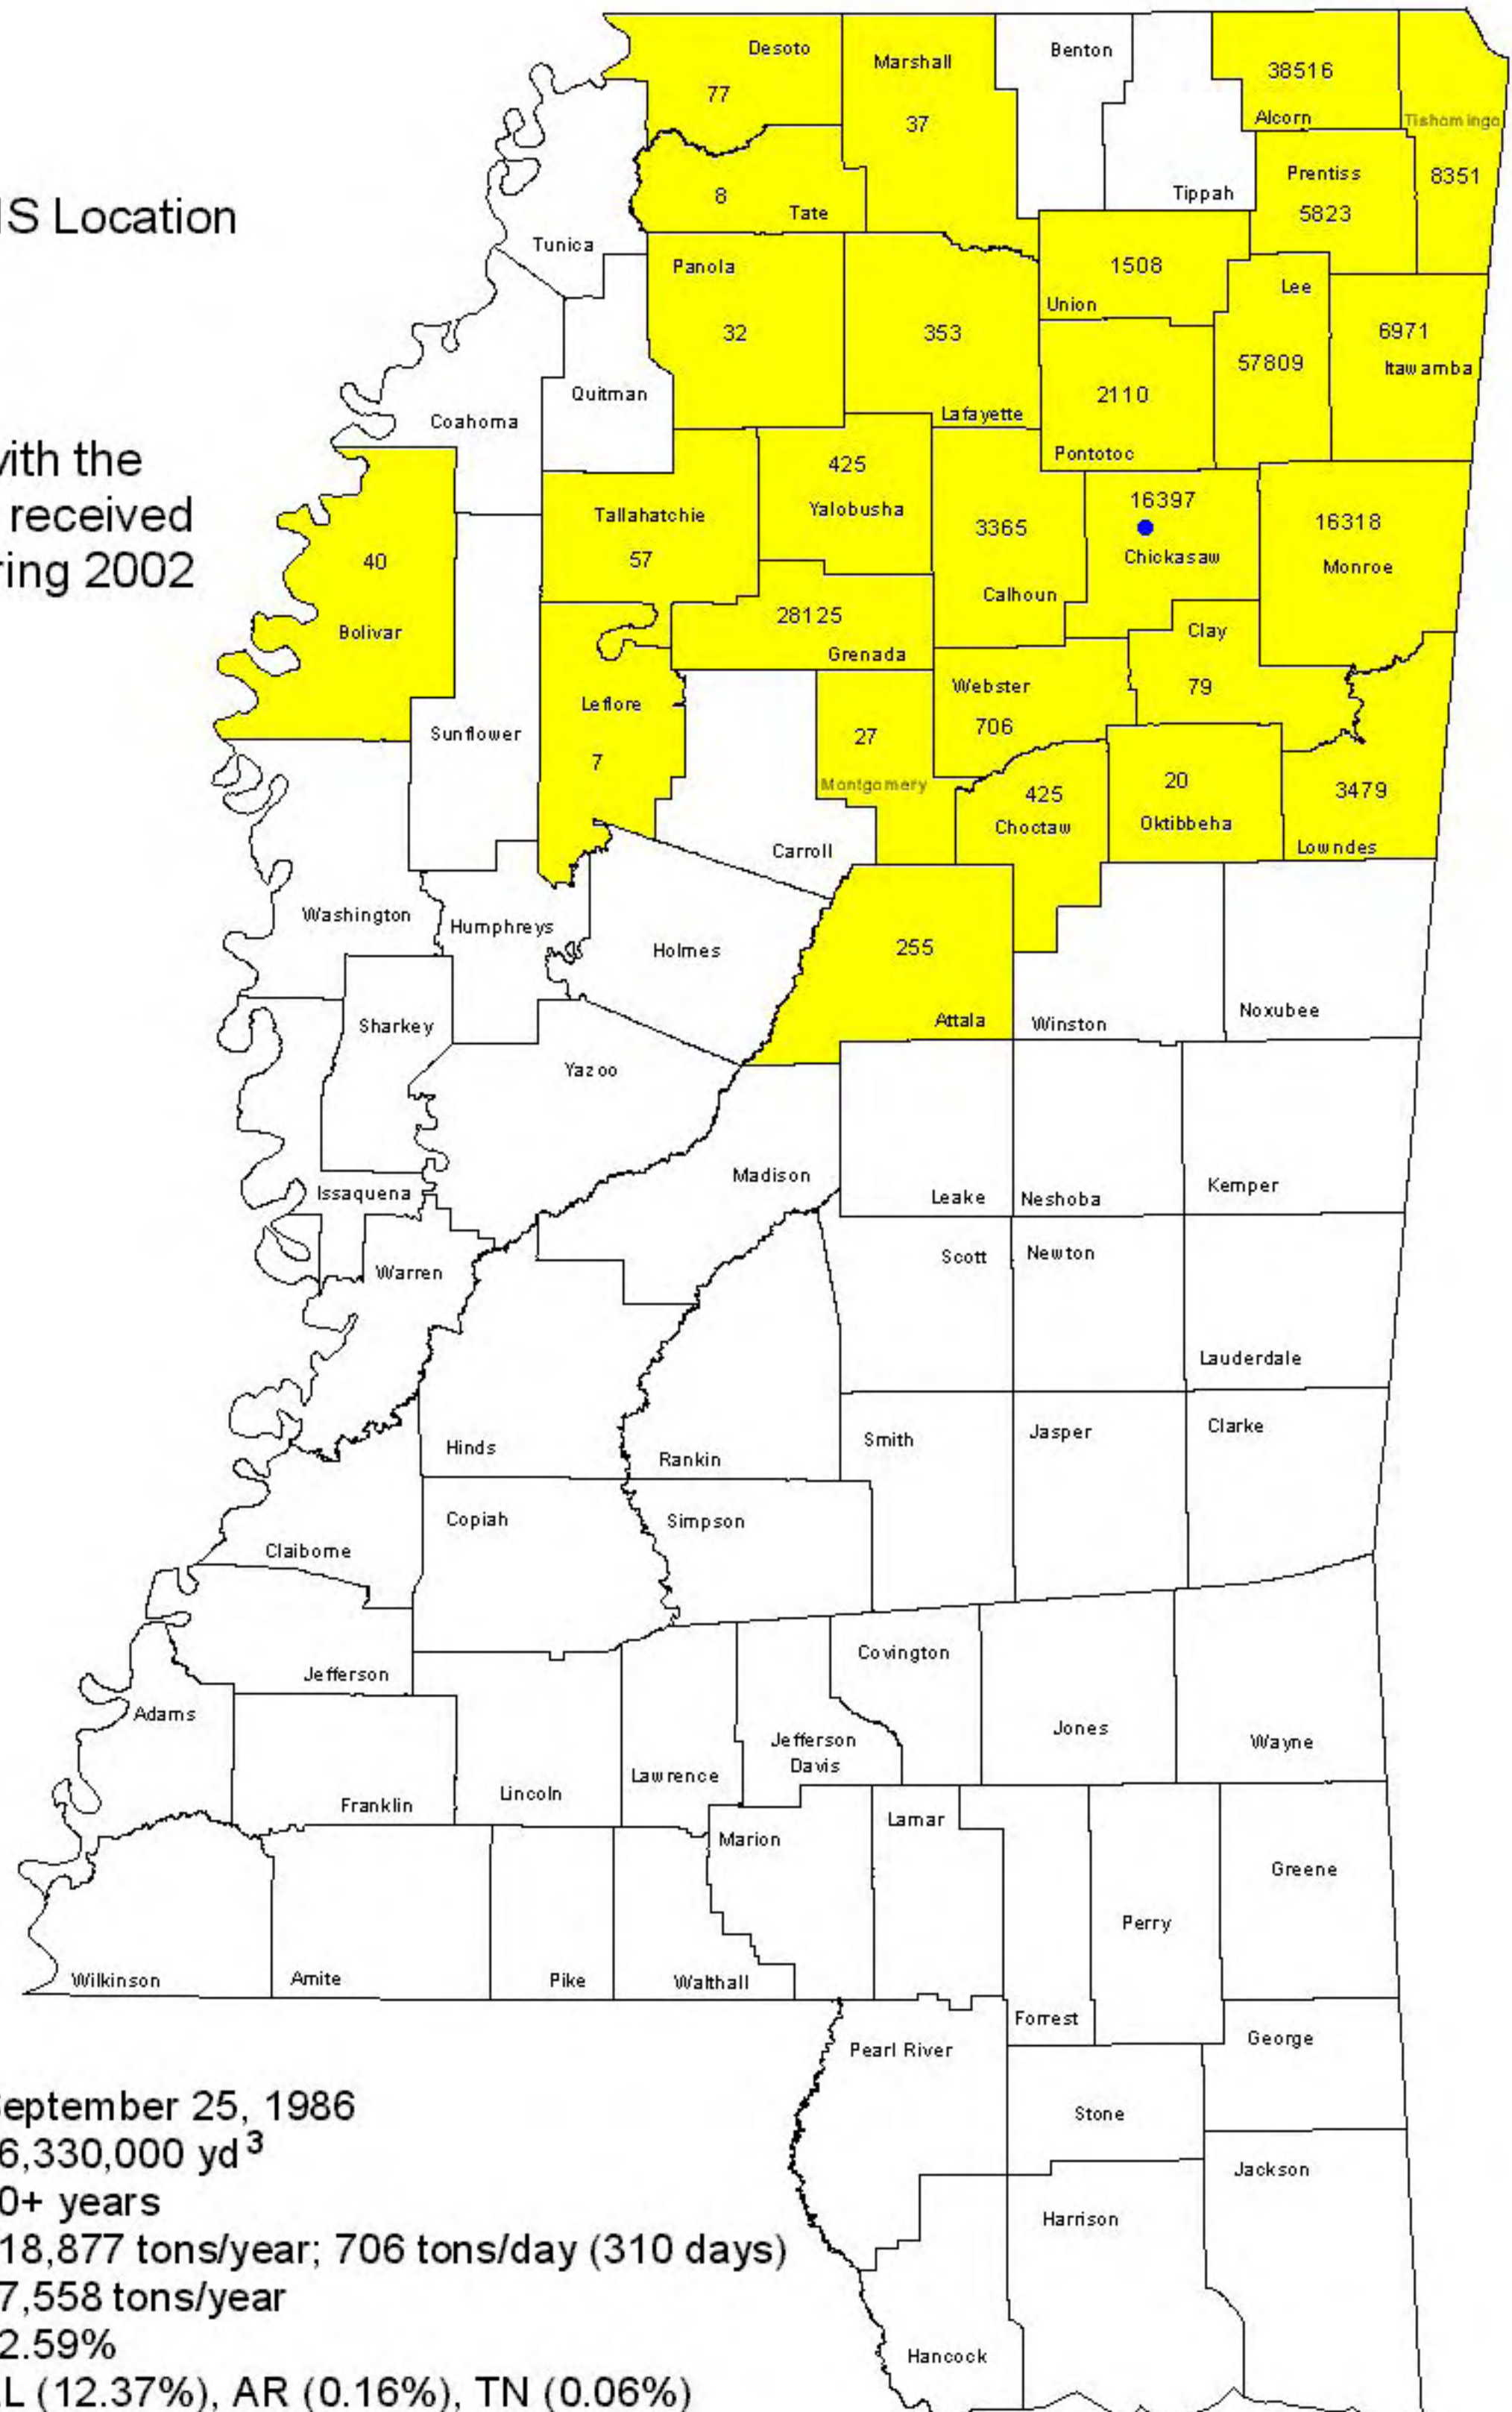 Desoto
77
Marshall
37
Benton
Tippah
38516
Alcorn
Tishomingo
8351
Prentiss
5823
8
Tate
Tunica
IS Location
Panola
32
353
Lafayette
1508
Union
Lee
57809
6971
Itawamba
2110
Pontotoc
Quitman
Coahoma
with the
received
ring 2002
40
Bolivar
Tallahatchie
57
425
Yalobusha
3365
Calhoun
16397
Chickasaw
16318
Monroe
28125
Grenada
Clay
79
Leflore
7
Sunflower
27
Montgomery
Webster
706
425
Choctaw
20
Oktibbeha
3479
Lowndes
Carroll
Washington
Humphreys
Holmes
255
Attala
Winston
Noxubee
Sharkey
Yazoo
Madison
Leake
Neshoba
Kemper
Issaquena
Warren
Scott
Newton
Lauderdale
Hinds
Rankin
Smith
Jasper
Clarke
Copiah
Simpson
Claiborne
Jefferson
Covington
Adams
Jefferson
Davis
Jones
Wayne
Lawrence
Lincoln
Franklin
Marion
Lamar
Greene
Perry
Wilkinson
Amite
Pike
Walthall
Forrest
George
Pearl River
Stone
Jackson
Harrison
Hancock
eptember 25, 1986
6,330,000 yd³
0+ years
18,877 tons/year; 706 tons/day (310 days)
7,558 tons/year
2.59%
L (12.37%), AR (0.16%), TN (0.06%)